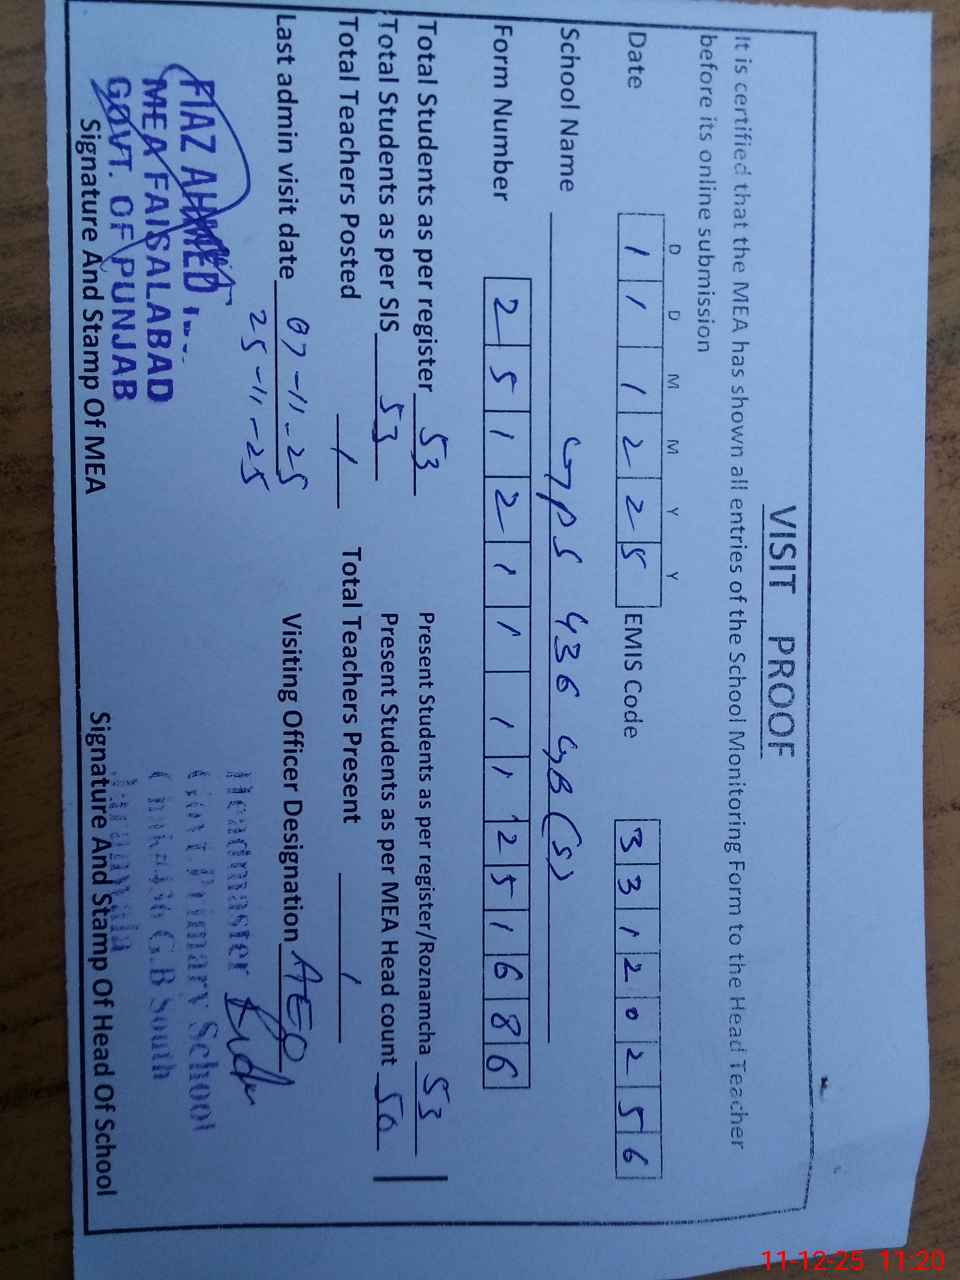 VISIT PROOF
It is certified that the MEA has shown all entries of the School Monitoring Form to the Head Teacher
before its online submission
D D M M Y Y
Date 1 1 1 2 2 5 EMIS Code 3 3 1 2 0 2 5 6
School Name GPS 436 GB (S)
Form Number 2 5 1 2 1 1 1 1 2 5 1 6 8 6
Total Students as per register 53 Present Students as per register/Roznamcha 53
Total Students as per SIS 53 Present Students as per MEA Head count 50
Total Teachers Posted 1 Total Teachers Present 1
Last admin visit date 07-11-25 Visiting Officer Designation AEO
25-11-25
FIAZ AHMED
MEA FAISALABAD
GOVT. OF PUNJAB
Headmaster
Govt. Primary School
Chak#436 G.B South
Signature And Stamp Of MEA Signature And Stamp Of Head Of School
11-12-25 11:20